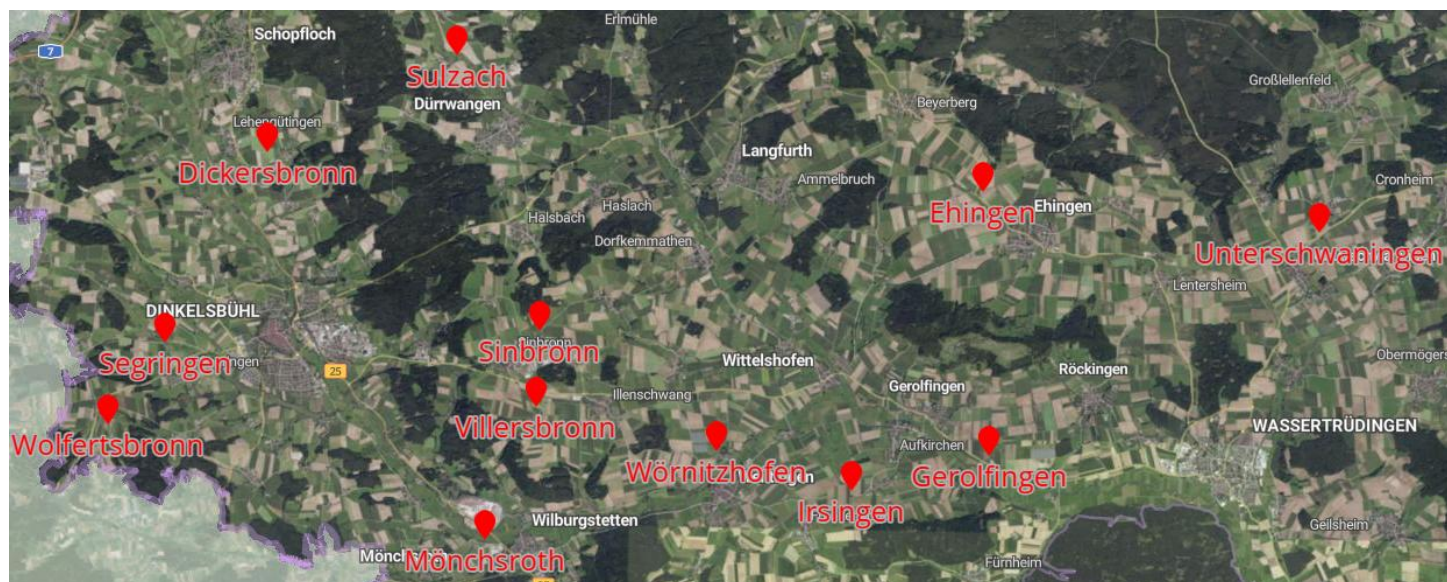 Erlmühle
7
Schopfloch
Sulzach
Großlellenfeld
Dürrwangen
Beyerberg
Lehengütingen
Langfurth
Dickersbronn
Ammelbruch
Cronheim
Haslach
Ehingen
Ehingen
Halsbach
Dorfkemmathen
Unterschwaningen
Lentersheim
DINKELSBÜHL
Sinbronn
Segringen
Wittelshofen
25
Röckingen
Gerolfingen
Illenschwang
Villersbronn
WASSERTRÜDINGEN
Wolfertsbronn
Aufkirchen
Wörnitzhofen
Gerolfingen
Irsingen
Wilburgstetten
Geilsheim
Mönchsroth
Fürnheim